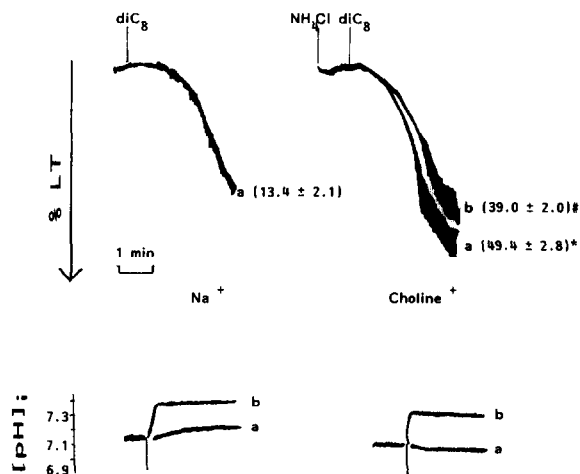 diC8
NH4Cl diC8
% LT
a (13.4 ± 2.1)
b (39.0 ± 2.0)#
a (49.4 ± 2.8)*
1 min
Na +
Choline +
[pH]i
7.3
7.1
6.9
b
a
b
a